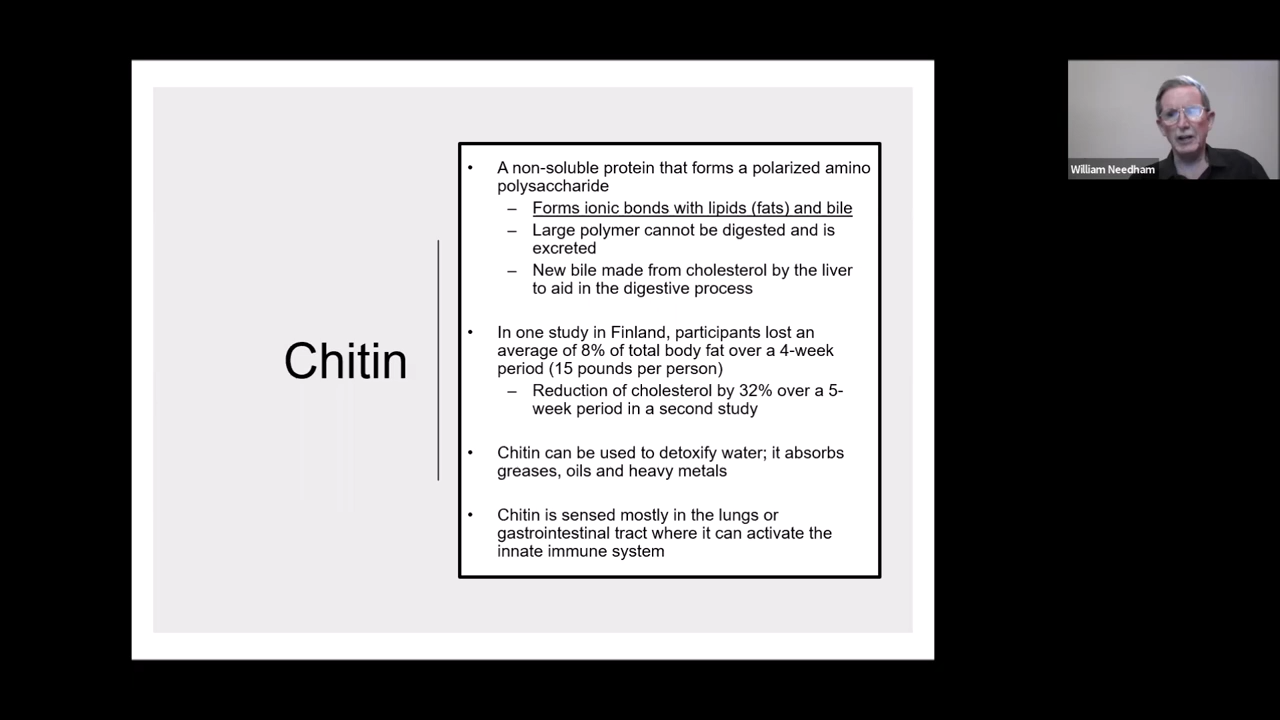 Chitin
• A non-soluble protein that forms a polarized amino
polysaccharide
– Forms ionic bonds with lipids (fats) and bile
– Large polymer cannot be digested and is
excreted
– New bile made from cholesterol by the liver
to aid in the digestive process
• In one study in Finland, participants lost an
average of 8% of total body fat over a 4-week
period (15 pounds per person)
– Reduction of cholesterol by 32% over a 5-
week period in a second study
• Chitin can be used to detoxify water; it absorbs
greases, oils and heavy metals
• Chitin is sensed mostly in the lungs or
gastrointestinal tract where it can activate the
innate immune system
William Needham